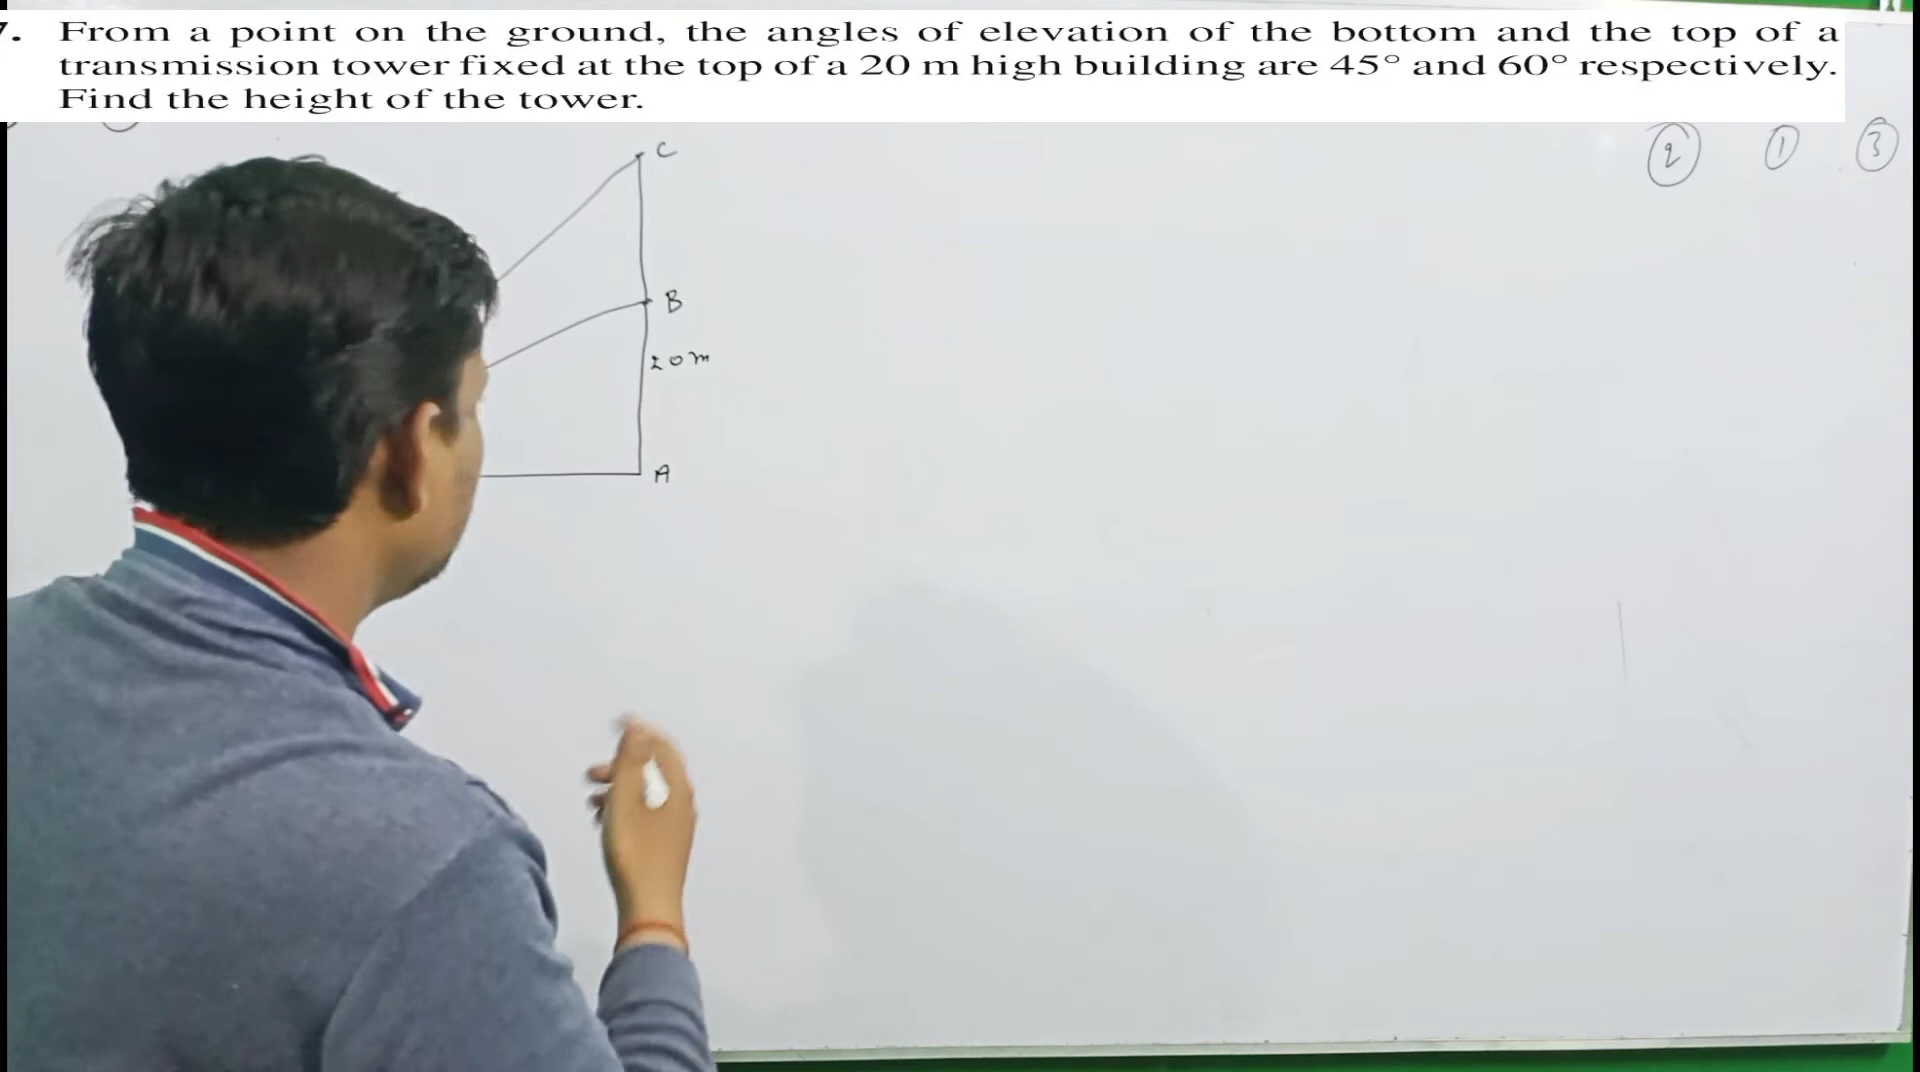 7. From a point on the ground, the angles of elevation of the bottom and the top of a
transmission tower fixed at the top of a 20 m high building are 45° and 60° respectively.
Find the height of the tower.
② ① ③
C
B
20m
A